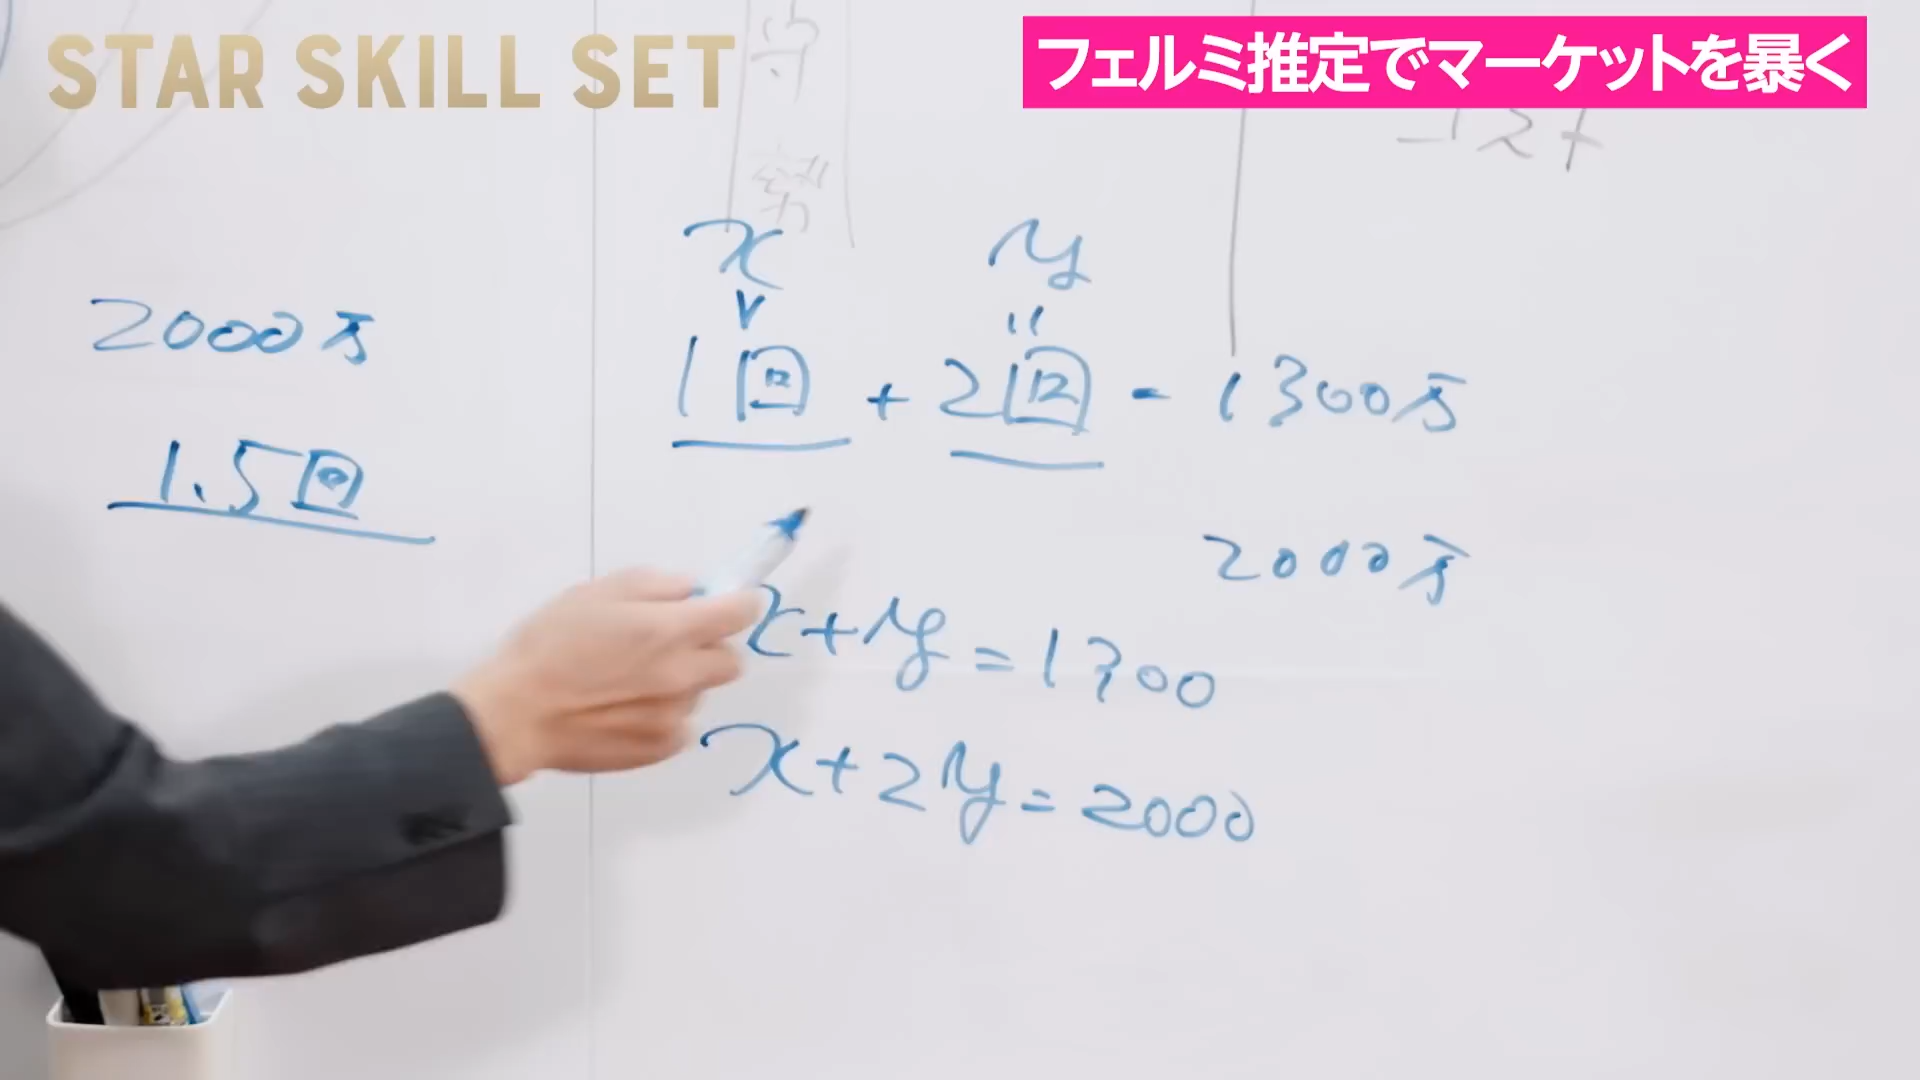 STAR SKILL SET
フェルミ推定でマーケットを暴く
x y
2000万
1回 + 2回 = 1300万
1.5回
2000万
x+y=1300
x+2y=2000